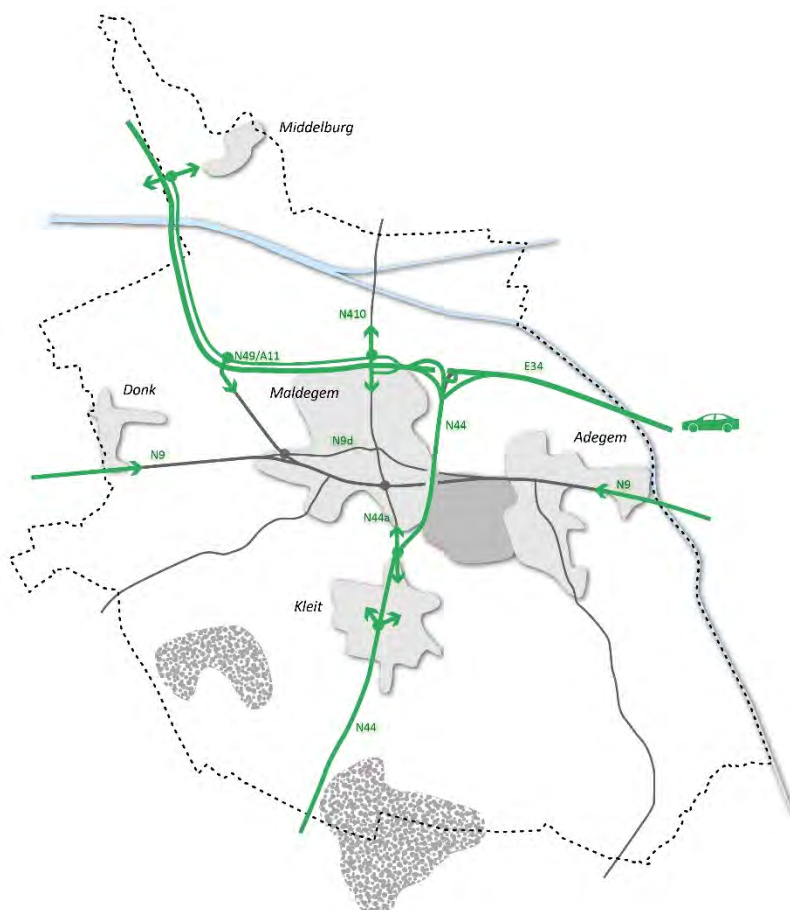 Middelburg
N410
N49/A11
E34
Donk
Maldegem
N44
Adegem
N9d
N9
N9
N44a
Kleit
N44